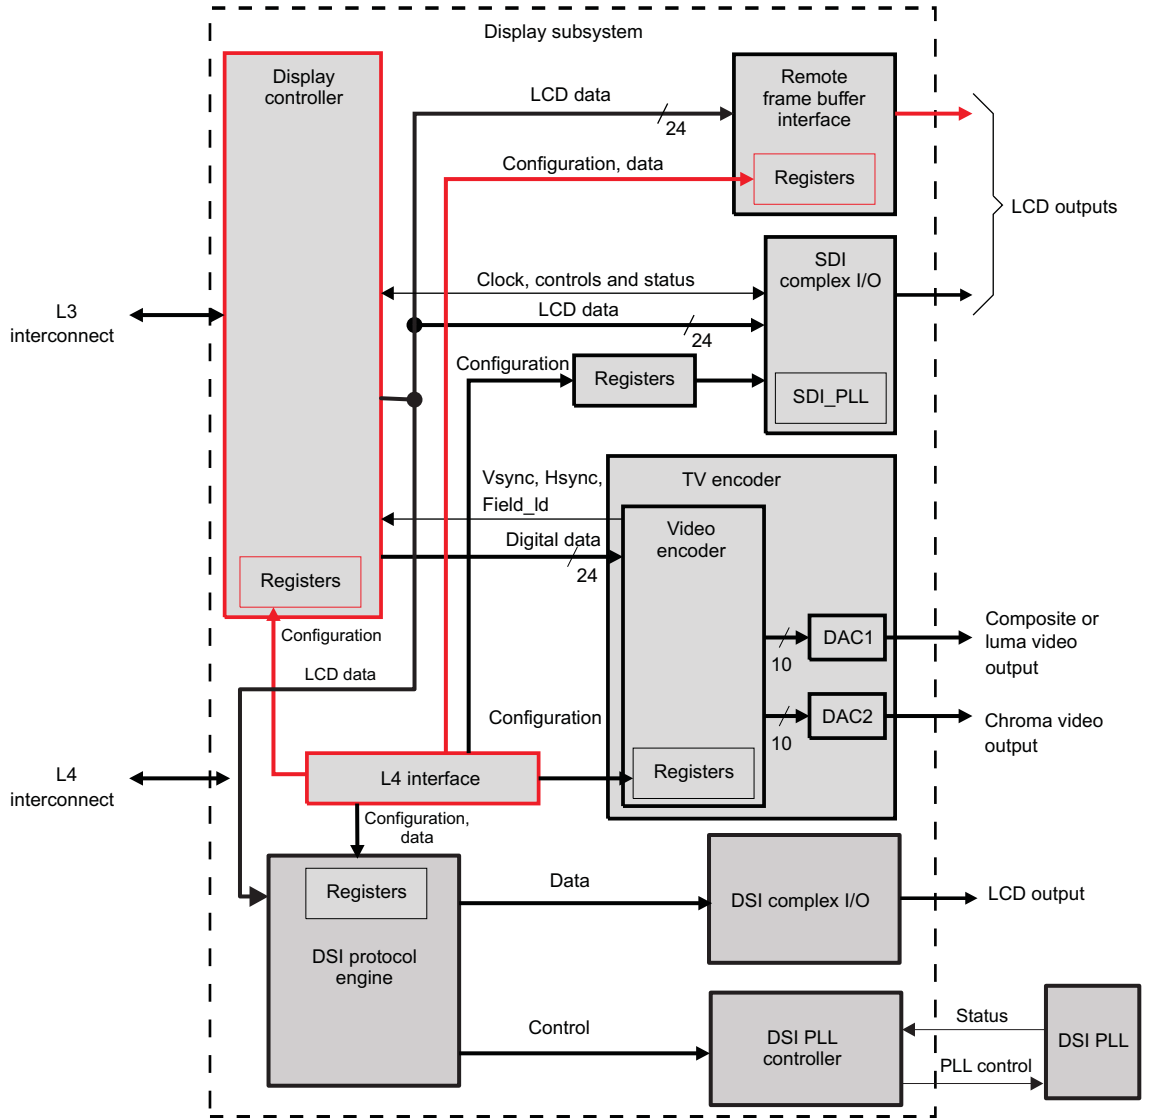 Display subsystem
Display
controller
LCD data
24
Remote
frame buffer
interface
Configuration, data
Registers
LCD outputs
SDI
complex I/O
Clock, controls and status
L3
interconnect
LCD data
24
Configuration
Registers
SDI_PLL
Vsync, Hsync,
Field_Id
TV encoder
Video
encoder
Digital data
24
Registers
Configuration
LCD data
10
DAC1
Composite or
luma video
output
Configuration
10
DAC2
Chroma video
output
L4
interconnect
L4 interface
Registers
Configuration,
data
Registers
DSI protocol
engine
Data
DSI complex I/O
LCD output
Control
DSI PLL
controller
Status
PLL control
DSI PLL